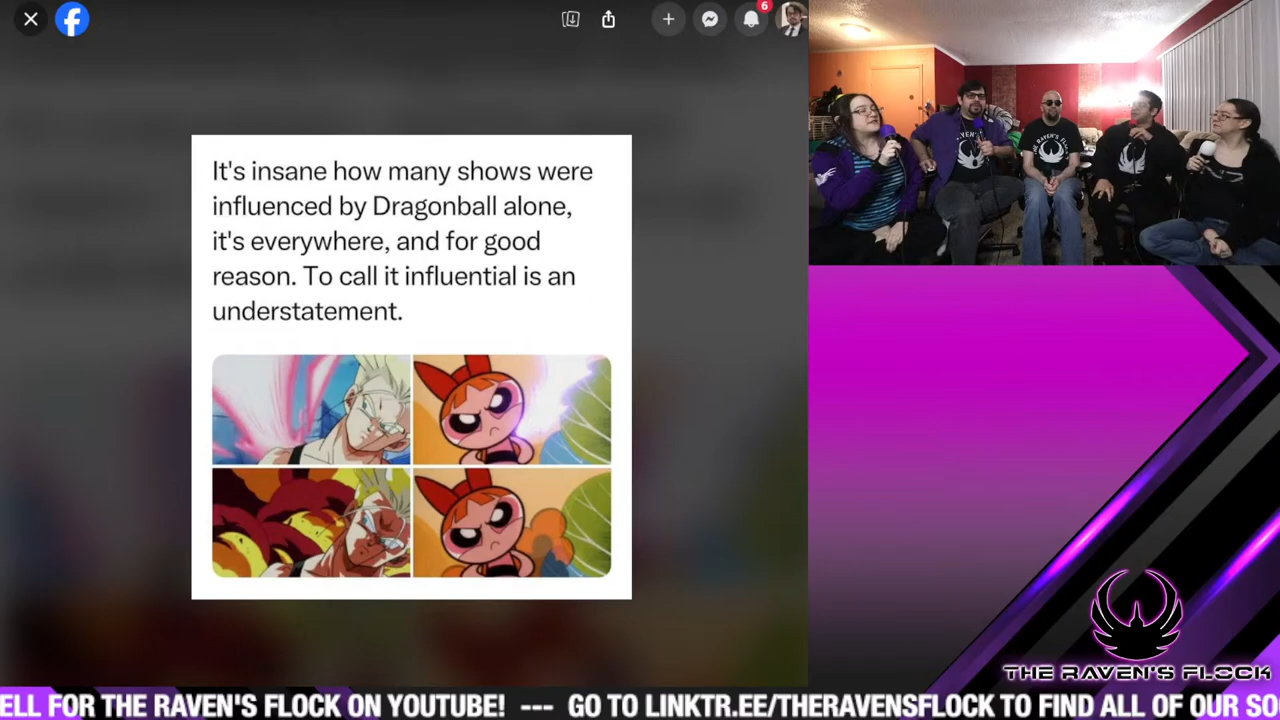 6
It's insane how many shows were
influenced by Dragonball alone,
it's everywhere, and for good
reason. To call it influential is an
understatement.
THE RAVEN'S FLOCK
ELL FOR THE RAVEN'S FLOCK ON YOUTUBE! --- GO TO LINKTR.EE/THERAVENSFLOCK TO FIND ALL OF OUR SO